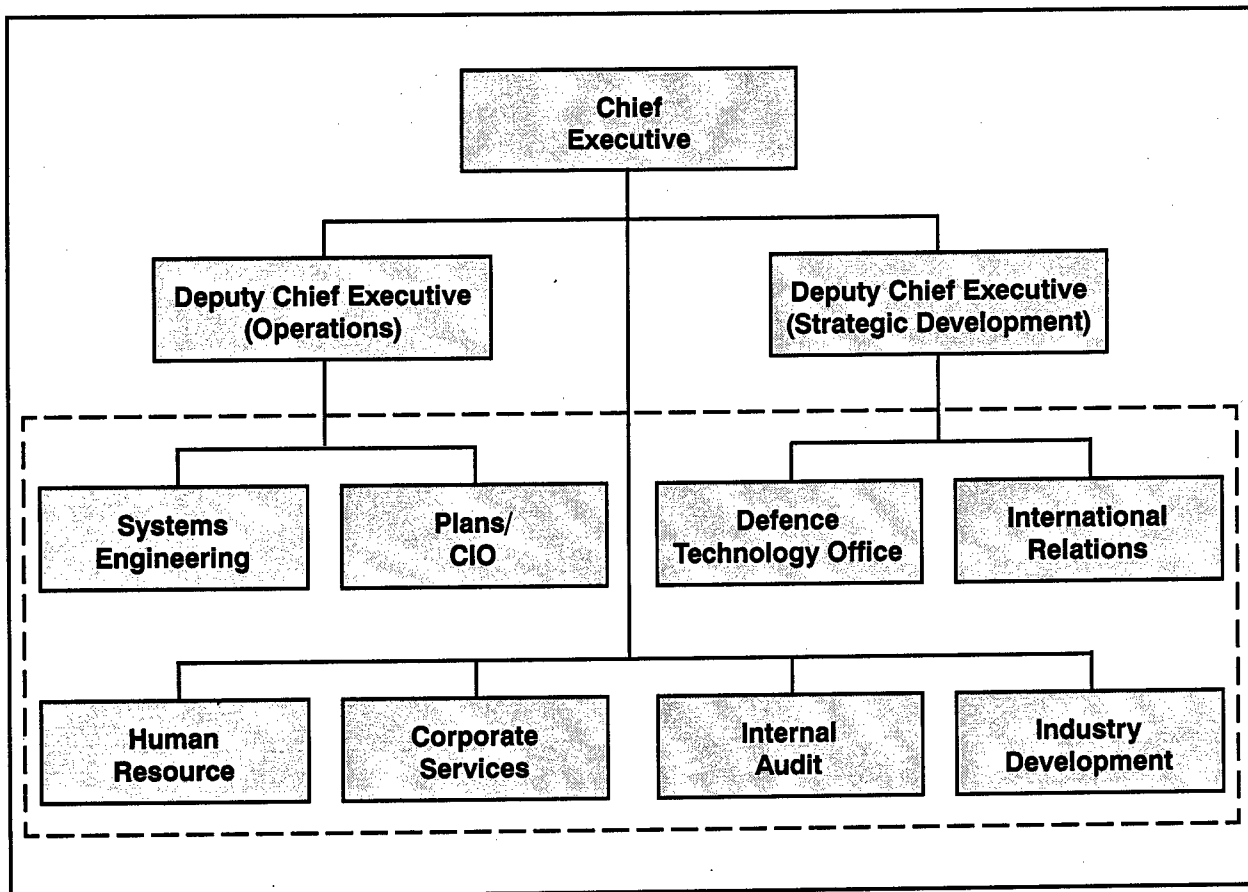 Chief
Executive
Deputy Chief Executive
(Operations)
Deputy Chief Executive
(Strategic Development)
Systems
Engineering
Plans/
CIO
Defence
Technology Office
International
Relations
Human
Resource
Corporate
Services
Internal
Audit
Industry
Development